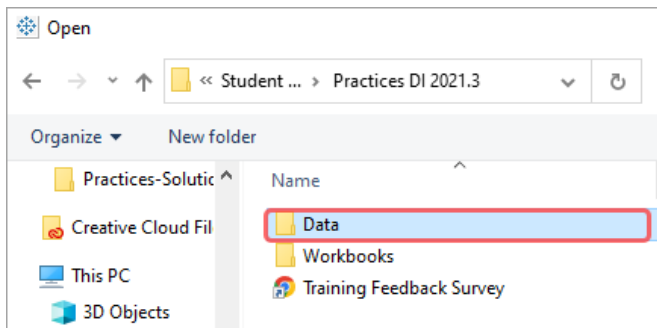 Open
« Student ... > Practices DI 2021.3
Organize
New folder
Practices-Solutic
Name
Creative Cloud Fil
Data
Workbooks
This PC
Training Feedback Survey
3D Objects